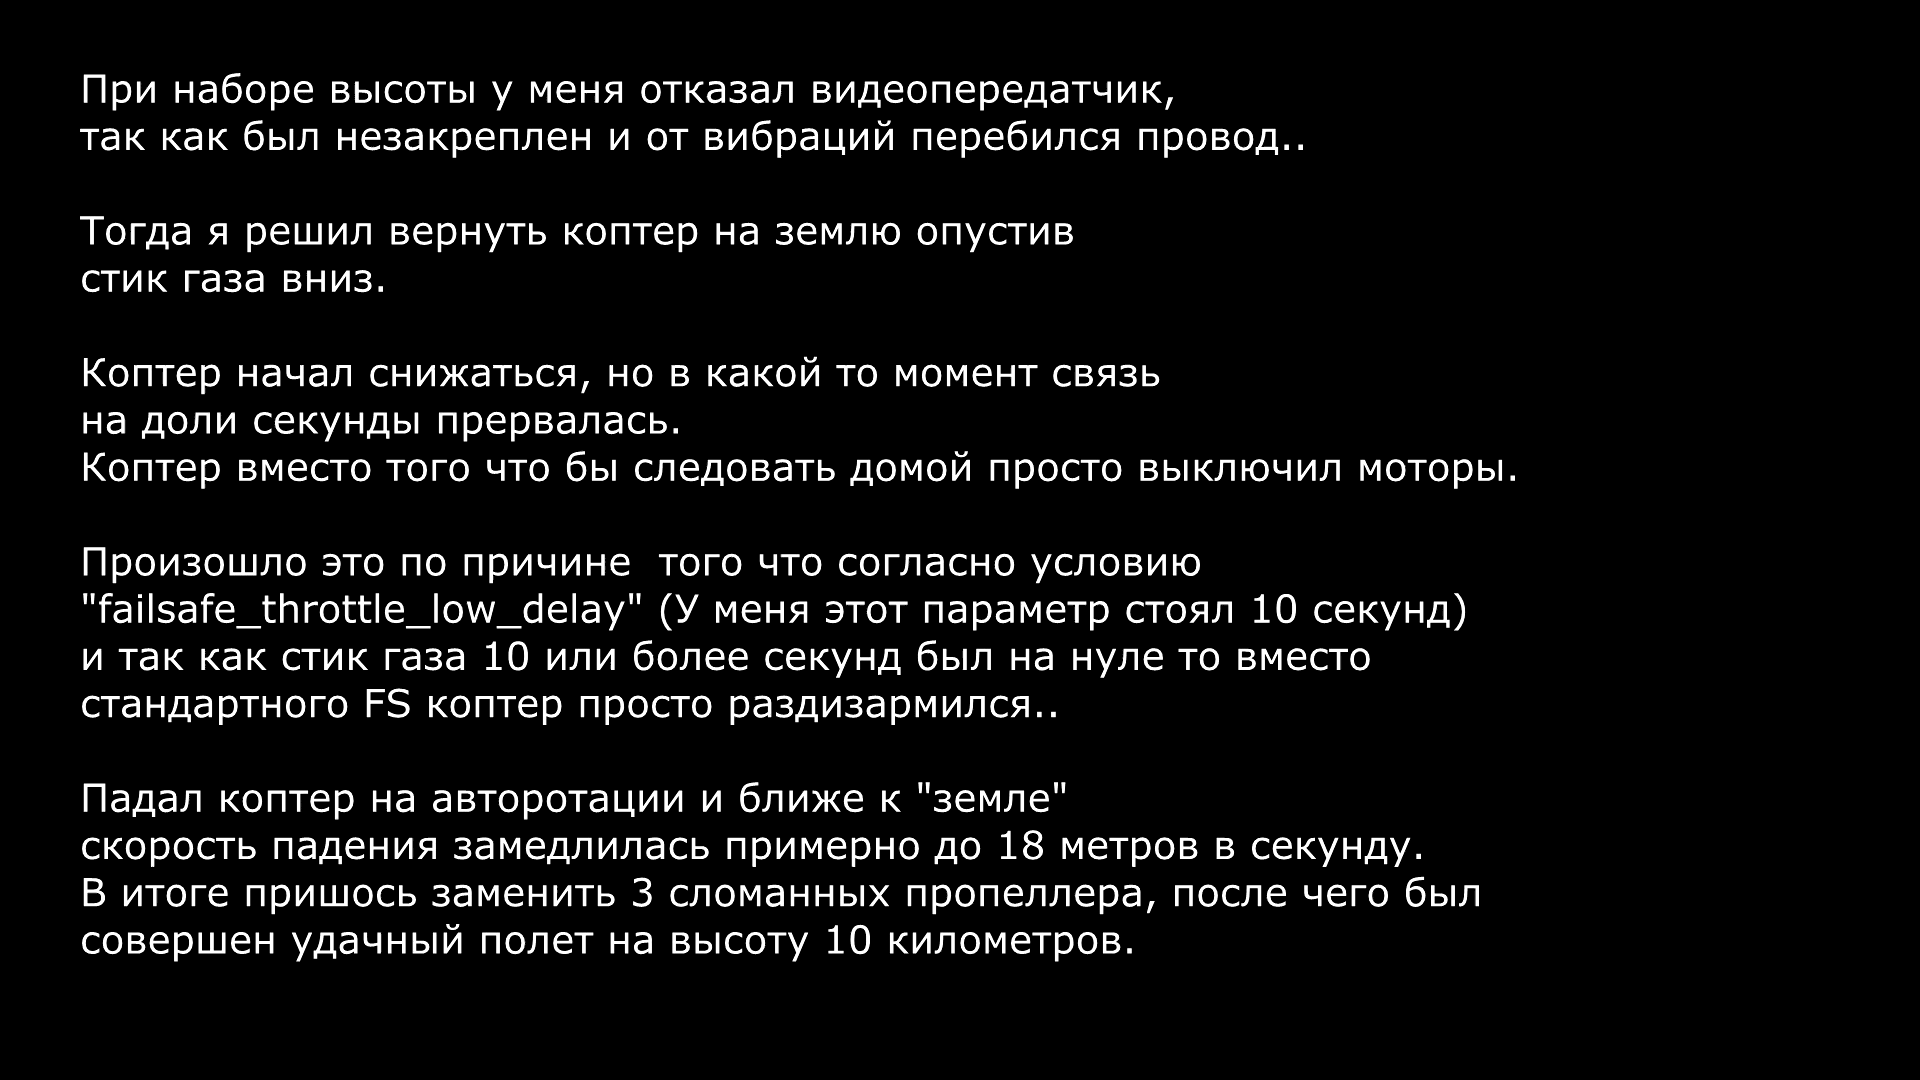 При наборе высоты у меня отказал видеопередатчик,
так как был незакреплен и от вибраций перебился провод..
Тогда я решил вернуть коптер на землю опустив
стик газа вниз.
Коптер начал снижаться, но в какой то момент связь
на доли секунды прервалась.
Коптер вместо того что бы следовать домой просто выключил моторы.
Произошло это по причине  того что согласно условию
"failsafe_throttle_low_delay" (У меня этот параметр стоял 10 секунд)
и так как стик газа 10 или более секунд был на нуле то вместо
стандартного FS коптер просто раздизармился..
Падал коптер на авторотации и ближе к "земле"
скорость падения замедлилась примерно до 18 метров в секунду.
В итоге пришось заменить 3 сломанных пропеллера, после чего был
совершен удачный полет на высоту 10 километров.